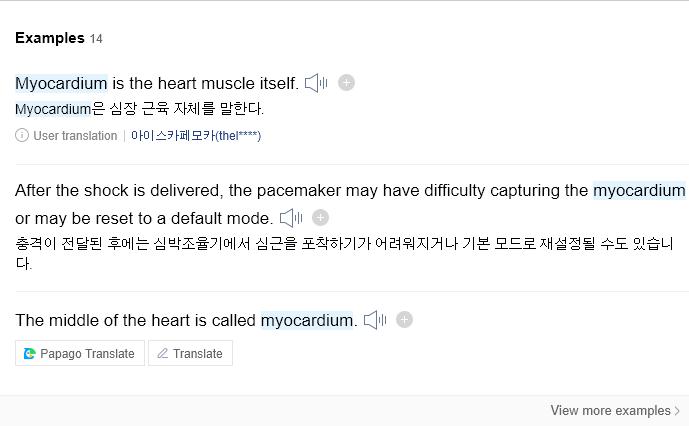 Examples 14
Myocardium is the heart muscle itself.
Myocardium은 심장 근육 자체를 말한다.
User translation 아이스카페모카(thel****)
After the shock is delivered, the pacemaker may have difficulty capturing the myocardium
or may be reset to a default mode.
충격이 전달된 후에는 심박조율기에서 심근을 포착하기가 어려워지거나 기본 모드로 재설정될 수도 있습니
다.
The middle of the heart is called myocardium.
Papago Translate Translate
View more examples